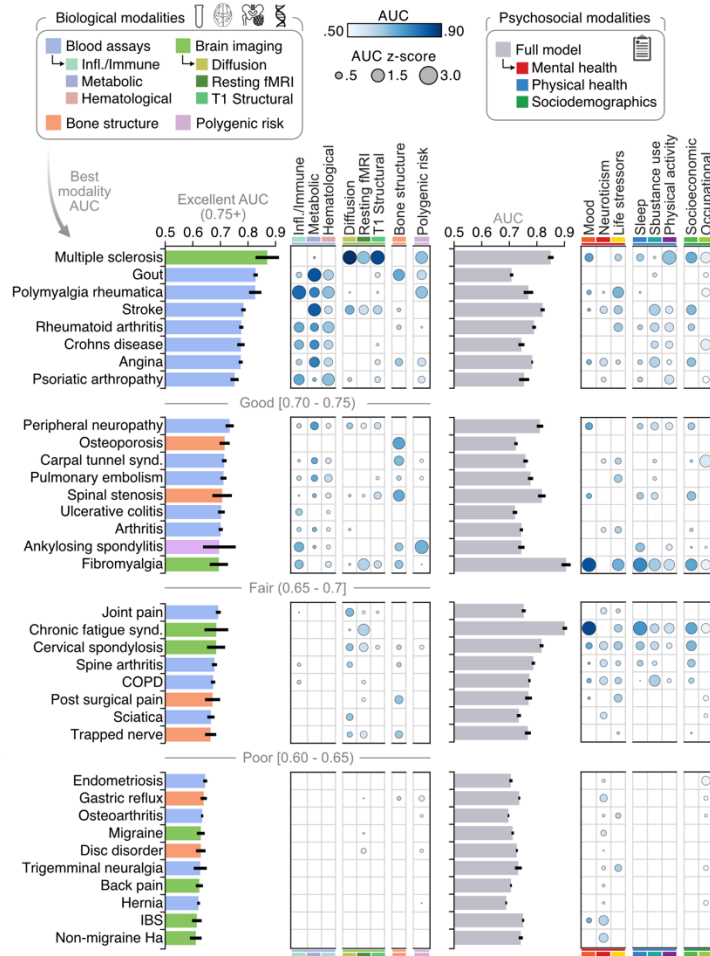 Biological modalities
Blood assays
Infl./Immune
Metabolic
Hematological
Bone structure
Brain imaging
Diffusion
Resting fMRI
T1 Structural
Polygenic risk
AUC
.50 .90
AUC z-score
.5 1.5 3.0
Psychosocial modalities
Full model
Mental health
Physical health
Sociodemographics
Best
modality
AUC
Excellent AUC
(0.75+)
0.5 0.6 0.7 0.8 0.9
Infl./Immune
Metabolic
Hematological
Diffusion
Resting fMRI
T1 Structural
Bone structure
Polygenic risk
AUC
0.5 0.6 0.7 0.8 0.9
Mood
Neuroticism
Life stressors
Sleep
Sbustance use
Physical activity
Socioeconomic
Occupational
Multiple sclerosis
Gout
Polymyalgia rheumatica
Stroke
Rheumatoid arthritis
Crohns disease
Angina
Psoriatic arthropathy
Good [0.70 - 0.75)
Peripheral neuropathy
Osteoporosis
Carpal tunnel synd.
Pulmonary embolism
Spinal stenosis
Ulcerative colitis
Arthritis
Ankylosing spondylitis
Fibromyalgia
Fair (0.65 - 0.7]
Joint pain
Chronic fatigue synd.
Cervical spondylosis
Spine arthritis
COPD
Post surgical pain
Sciatica
Trapped nerve
Poor [0.60 - 0.65)
Endometriosis
Gastric reflux
Osteoarthritis
Migraine
Disc disorder
Trigemminal neuralgia
Back pain
Hernia
IBS
Non-migraine Ha